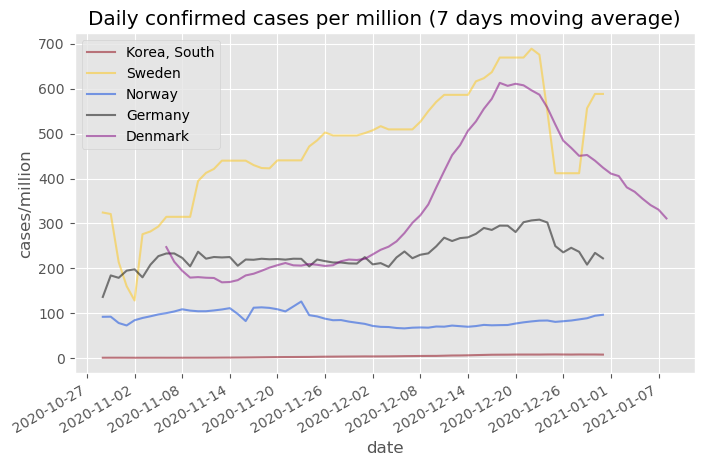 Daily confirmed cases per million (7 days moving average)
Korea, South
Sweden
Norway
Germany
Denmark
700
600
500
400
300
200
100
0
cases/million
2020-10-27
2020-11-02
2020-11-08
2020-11-14
2020-11-20
2020-11-26
2020-12-02
2020-12-08
2020-12-14
2020-12-20
2020-12-26
2021-01-01
2021-01-07
date